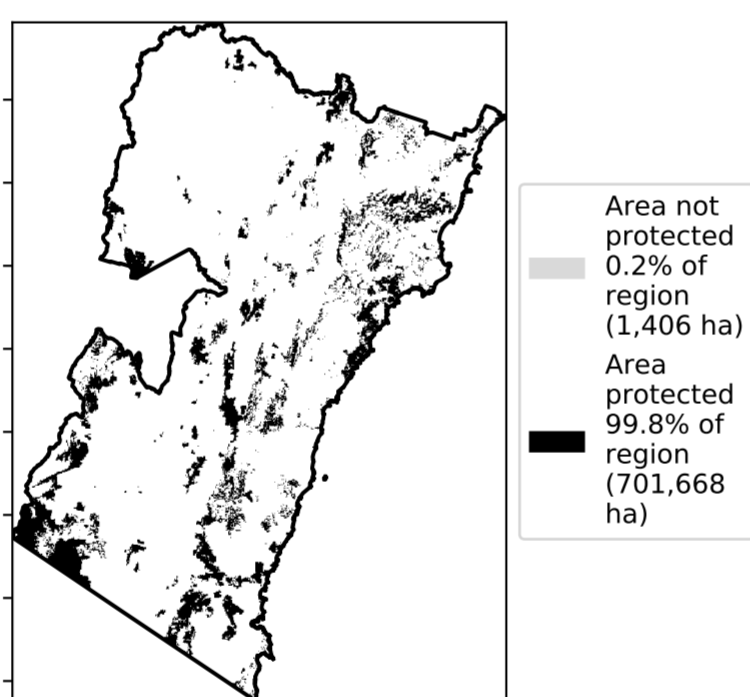 Area not
protected
0.2% of
region
(1,406 ha)
Area
protected
99.8% of
region
(701,668
ha)